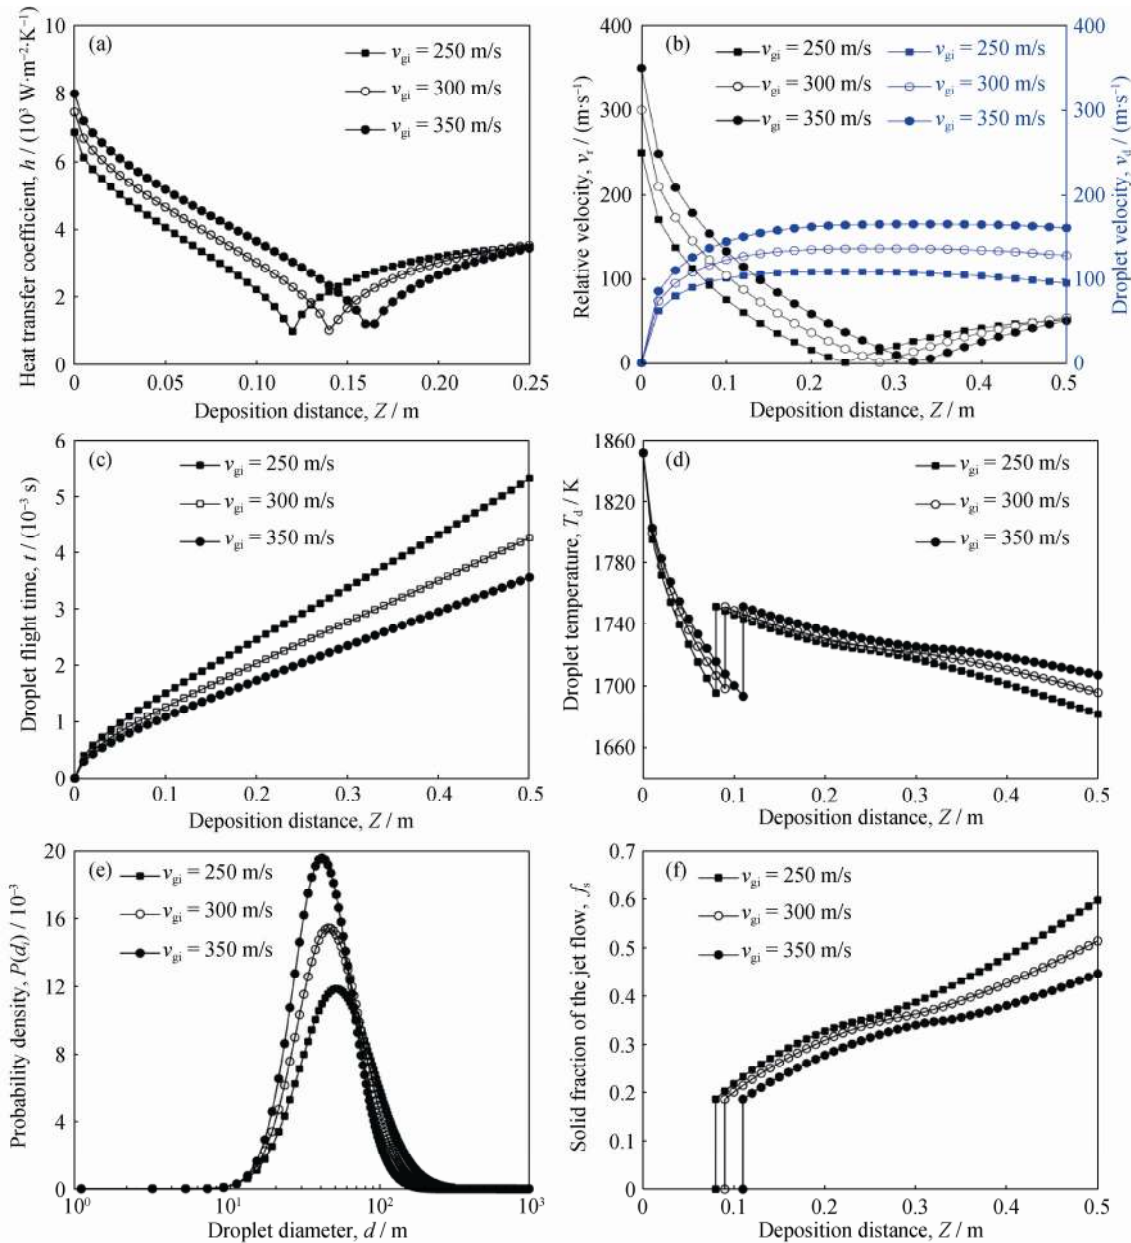 (a)
v_gi = 250 m/s
v_gi = 300 m/s
v_gi = 350 m/s
Heat transfer coefficient, h / (10³ W·m⁻²·K⁻¹)
10
8
6
4
2
0
0 0.05 0.10 0.15 0.20 0.25
Deposition distance, Z / m
(b)
v_gi = 250 m/s v_gi = 250 m/s
v_gi = 300 m/s v_gi = 300 m/s
v_gi = 350 m/s v_gi = 350 m/s
Relative velocity, v_r / (m·s⁻¹)
400 400
300 300
200 200
100 100
0 0
Droplet velocity, v_d / (m·s⁻¹)
0 0.1 0.2 0.3 0.4 0.5
Deposition distance, Z / m
(c)
v_gi = 250 m/s
v_gi = 300 m/s
v_gi = 350 m/s
Droplet flight time, t / (10⁻³ s)
6
5
4
3
2
1
0
0 0.1 0.2 0.3 0.4 0.5
Deposition distance, Z / m
(d)
v_gi = 250 m/s
v_gi = 300 m/s
v_gi = 350 m/s
Droplet temperature, T_d / K
1860
1820
1780
1740
1700
1660
0 0.1 0.2 0.3 0.4 0.5
Deposition distance, Z / m
(e)
v_gi = 250 m/s
v_gi = 300 m/s
v_gi = 350 m/s
Probability density, P(d_i) / 10⁻³
20
16
12
8
4
0
10⁰ 10¹ 10² 10³
Droplet diameter, d / m
(f)
v_gi = 250 m/s
v_gi = 300 m/s
v_gi = 350 m/s
Solid fraction of the jet flow, f_s
0.7
0.6
0.5
0.4
0.3
0.2
0.1
0
0 0.1 0.2 0.3 0.4 0.5
Deposition distance, Z / m